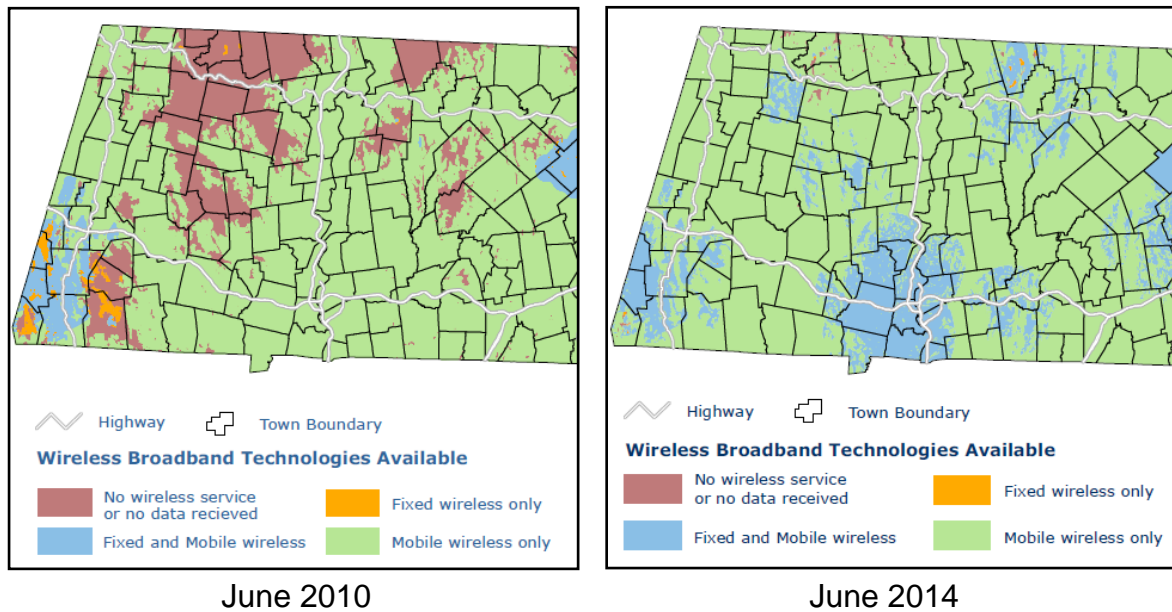 Highway
Town Boundary
Wireless Broadband Technologies Available
No wireless service
or no data recieved
Fixed wireless only
Fixed and Mobile wireless
Mobile wireless only
June 2010
Highway
Town Boundary
Wireless Broadband Technologies Available
No wireless service
or no data received
Fixed wireless only
Fixed and Mobile wireless
Mobile wireless only
June 2014